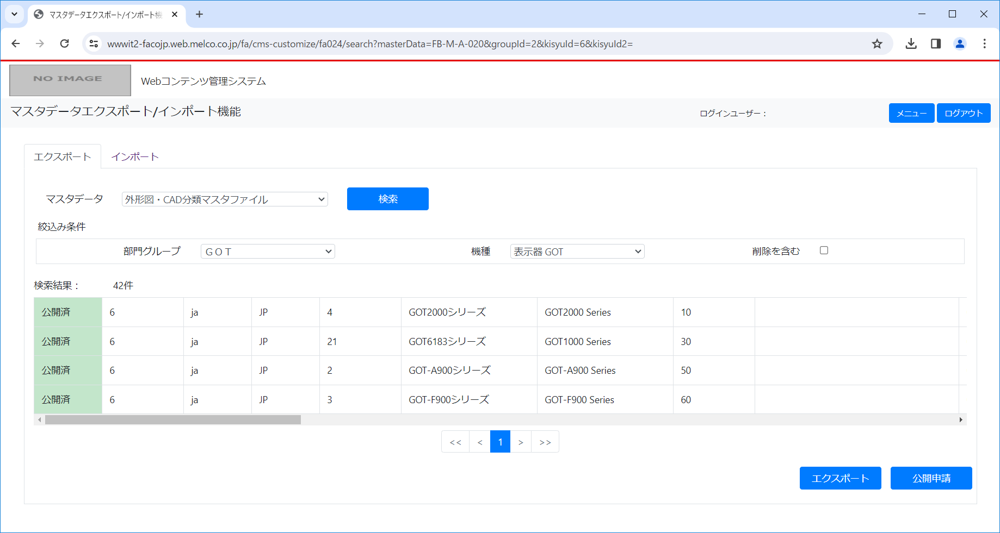 マスタデータエクスポート/インポート機
wwwit2-facojp.web.melco.co.jp/fa/cms-customize/fa024/search?masterData=FB-M-A-020&groupId=2&kisyuId=6&kisyuId2=
NO IMAGE
Webコンテンツ管理システム
マスタデータエクスポート/インポート機能
ログインユーザー：
メニュー
ログアウト
エクスポート
インポート
マスタデータ
外形図・CAD分類マスタファイル
検索
絞込み条件
部門グループ
ＧＯＴ
機種
表示器 GOT
削除を含む
検索結果： 42件
公開済 6 ja JP 4 GOT2000シリーズ GOT2000 Series 10
公開済 6 ja JP 21 GOT6183シリーズ GOT1000 Series 30
公開済 6 ja JP 2 GOT-A900シリーズ GOT-A900 Series 50
公開済 6 ja JP 3 GOT-F900シリーズ GOT-F900 Series 60
<< < 1 > >>
エクスポート
公開申請